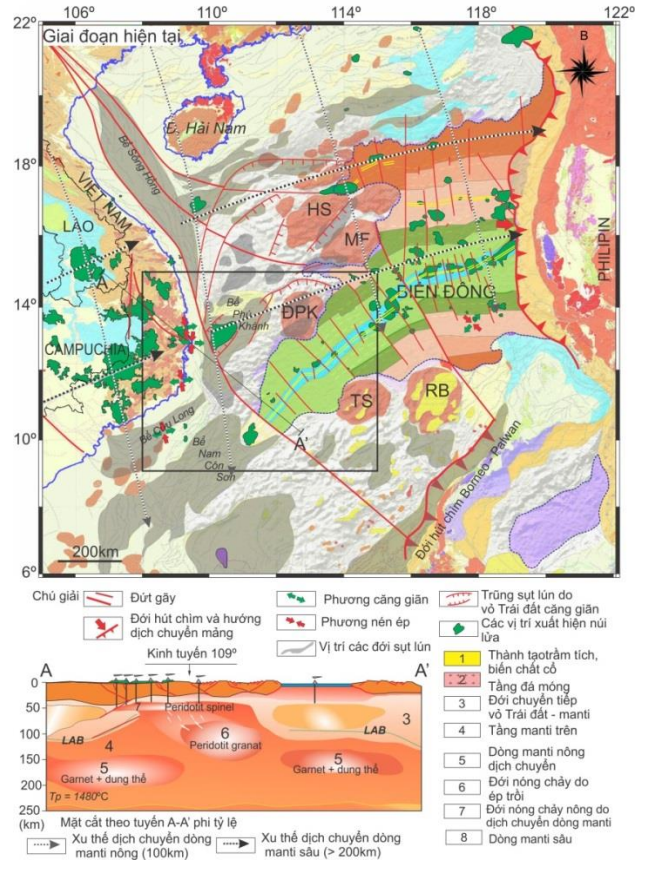 22º 106º 110º 114º 118º 122º
Giai đoạn hiện tại
B
Đ. Hải Nam
Bể Sông Hồng
18º
VIỆT NAM
LAO
HS
MF
PHILIPIN
A
BIỂN ĐÔNG
14º
Bể
Phú
Khánh
ĐPK
CAMPUCHIA
TS
RB
Bể Cửu Long
10º
A'
Bể
Nam
Côn
Sơn
Đới hút chìm Borneo - Palwan
200km
6º
Chú giải
Đứt gãy
Đới hút chìm và hướng
dịch chuyển mảng
Phương căng giãn
Phương nén ép
Vị trí các đới sụt lún
Trũng sụt lún do
vỏ Trái đất căng giãn
Các vị trí xuất hiện núi
lửa
Kinh tuyến 109º
A
A'
0
50
100
150
200
250
(km)
Peridotit spinel
LAB
4
6
Peridotit granat
3
LAB
5
Garnet + dung thể
5
Garnet + dung thể
Tp = 1480ºC
Mặt cắt theo tuyến A-A' phi tỷ lệ
Xu thế dịch chuyển dòng
manti nông (100km)
Xu thế dịch chuyển dòng
manti sâu (> 200km)
1 Thành tạotrầm tích,
biến chất cổ
2 Tầng đá móng
3 Đới chuyển tiếp
vỏ Trái đất - manti
4 Tầng manti trên
5 Dòng manti nông
dịch chuyển
6 Đới nóng chảy do
ép trồi
7 Đới nóng chảy nông do
dịch chuyển dòng manti
8 Dòng manti sâu